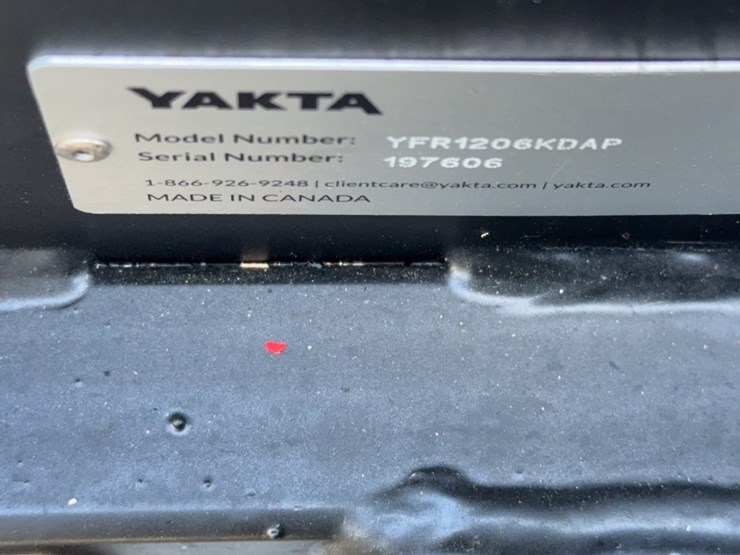 YAKTA
Model Number: YFR1206KDAP
Serial Number: 197606
1-866-926-9248 | clientcare@yakta.com | yakta.com
MADE IN CANADA